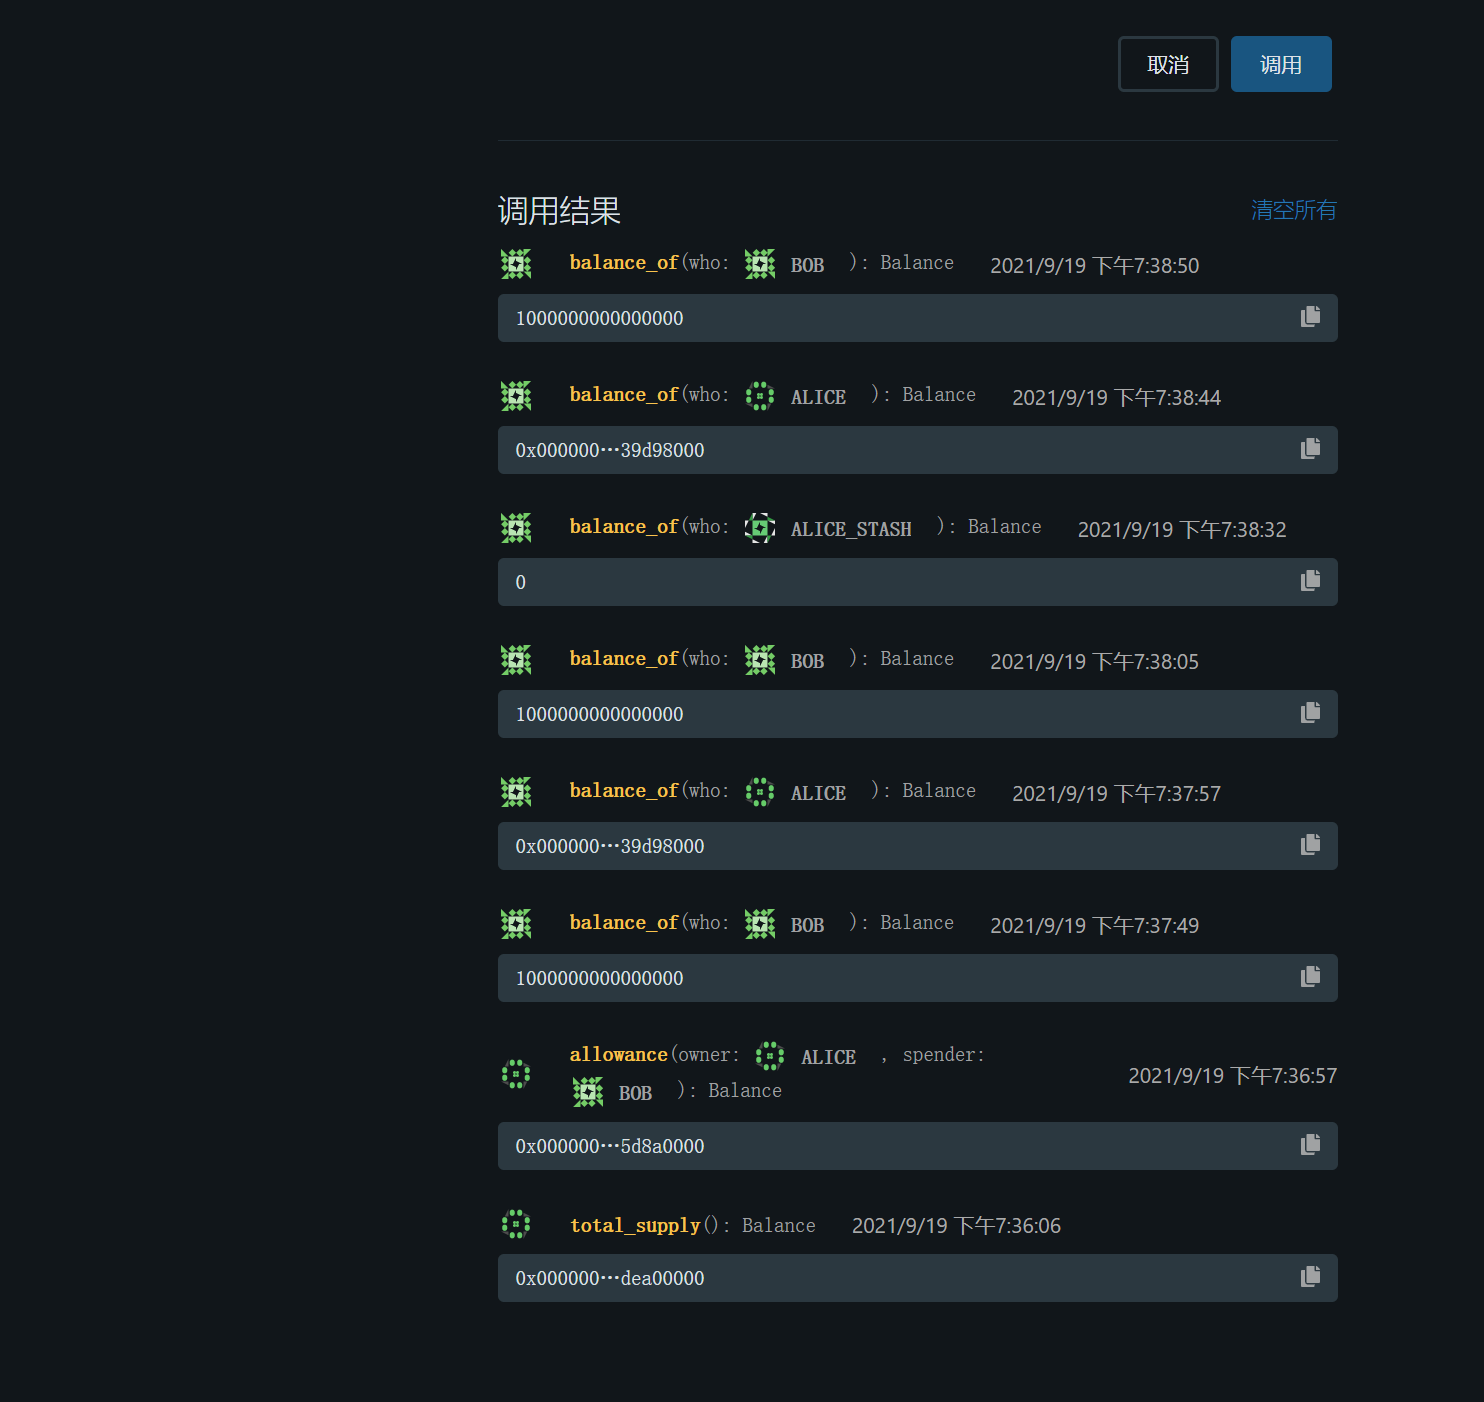 取消 调用
调用结果 清空所有
balance_of(who: BOB ): Balance 2021/9/19 下午7:38:50
1000000000000000
balance_of(who: ALICE ): Balance 2021/9/19 下午7:38:44
0x000000…39d98000
balance_of(who: ALICE_STASH ): Balance 2021/9/19 下午7:38:32
0
balance_of(who: BOB ): Balance 2021/9/19 下午7:38:05
1000000000000000
balance_of(who: ALICE ): Balance 2021/9/19 下午7:37:57
0x000000…39d98000
balance_of(who: BOB ): Balance 2021/9/19 下午7:37:49
1000000000000000
allowance(owner: ALICE , spender:
BOB ): Balance 2021/9/19 下午7:36:57
0x000000…5d8a0000
total_supply(): Balance 2021/9/19 下午7:36:06
0x000000…dea00000